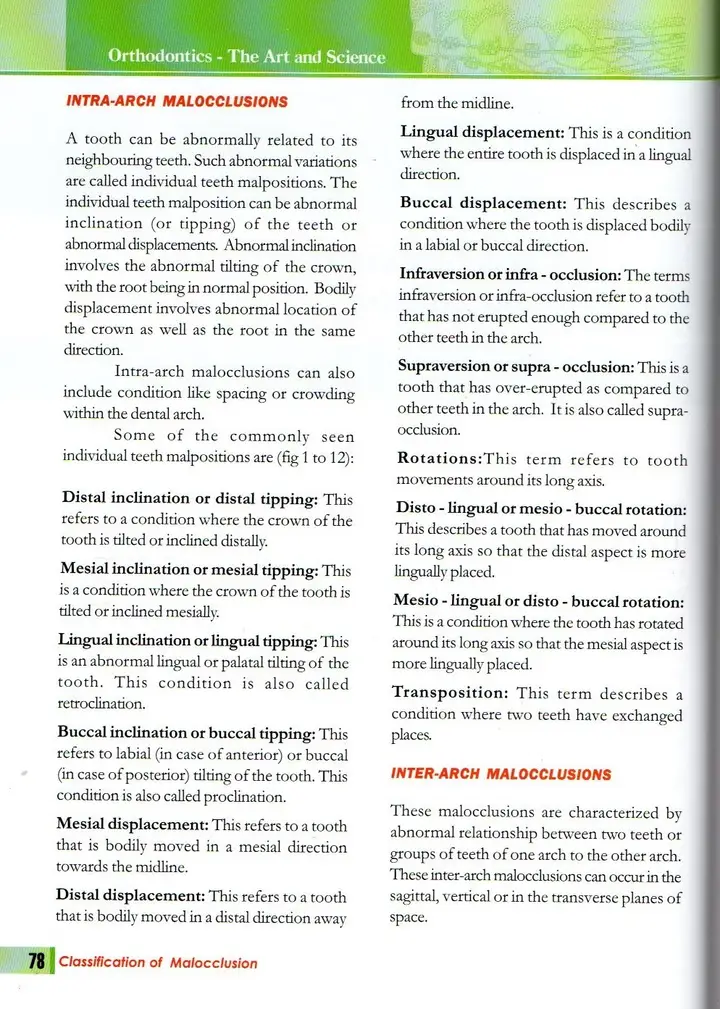 Orthodontics - The Art and Science
INTRA-ARCH MALOCCLUSIONS
A tooth can be abnormally related to its
neighbouring teeth. Such abnormal variations
are called individual teeth malpositions. The
individual teeth malposition can be abnormal
inclination (or tipping) of the teeth or
abnormal displacements. Abnormal inclination
involves the abnormal tilting of the crown,
with the root being in normal position. Bodily
displacement involves abnormal location of
the crown as well as the root in the same
direction.
Intra-arch malocclusions can also
include condition like spacing or crowding
within the dental arch.
Some of the commonly seen
individual teeth malpositions are (fig 1 to 12):
Distal inclination or distal tipping: This
refers to a condition where the crown of the
tooth is tilted or inclined distally.
Mesial inclination or mesial tipping: This
is a condition where the crown of the tooth is
tilted or inclined mesially.
Lingual inclination or lingual tipping: This
is an abnormal lingual or palatal tilting of the
tooth. This condition is also called
retroclination.
Buccal inclination or buccal tipping: This
refers to labial (in case of anterior) or buccal
(in case of posterior) tilting of the tooth. This
condition is also called proclination.
Mesial displacement: This refers to a tooth
that is bodily moved in a mesial direction
towards the midline.
Distal displacement: This refers to a tooth
that is bodily moved in a distal direction away
from the midline.
Lingual displacement: This is a condition
where the entire tooth is displaced in a lingual
direction.
Buccal displacement: This describes a
condition where the tooth is displaced bodily
in a labial or buccal direction.
Infraversion or infra - occlusion: The terms
infraversion or infra-occlusion refer to a tooth
that has not erupted enough compared to the
other teeth in the arch.
Supraversion or supra - occlusion: This is a
tooth that has over-erupted as compared to
other teeth in the arch. It is also called supra-
occlusion.
Rotations:This term refers to tooth
movements around its long axis.
Disto - lingual or mesio - buccal rotation:
This describes a tooth that has moved around
its long axis so that the distal aspect is more
lingually placed.
Mesio - lingual or disto - buccal rotation:
This is a condition where the tooth has rotated
around its long axis so that the mesial aspect is
more lingually placed.
Transposition: This term describes a
condition where two teeth have exchanged
places.
INTER-ARCH MALOCCLUSIONS
These malocclusions are characterized by
abnormal relationship between two teeth or
groups of teeth of one arch to the other arch.
These inter-arch malocclusions can occur in the
sagittal, vertical or in the transverse planes of
space.
78 Classification of Malocclusion